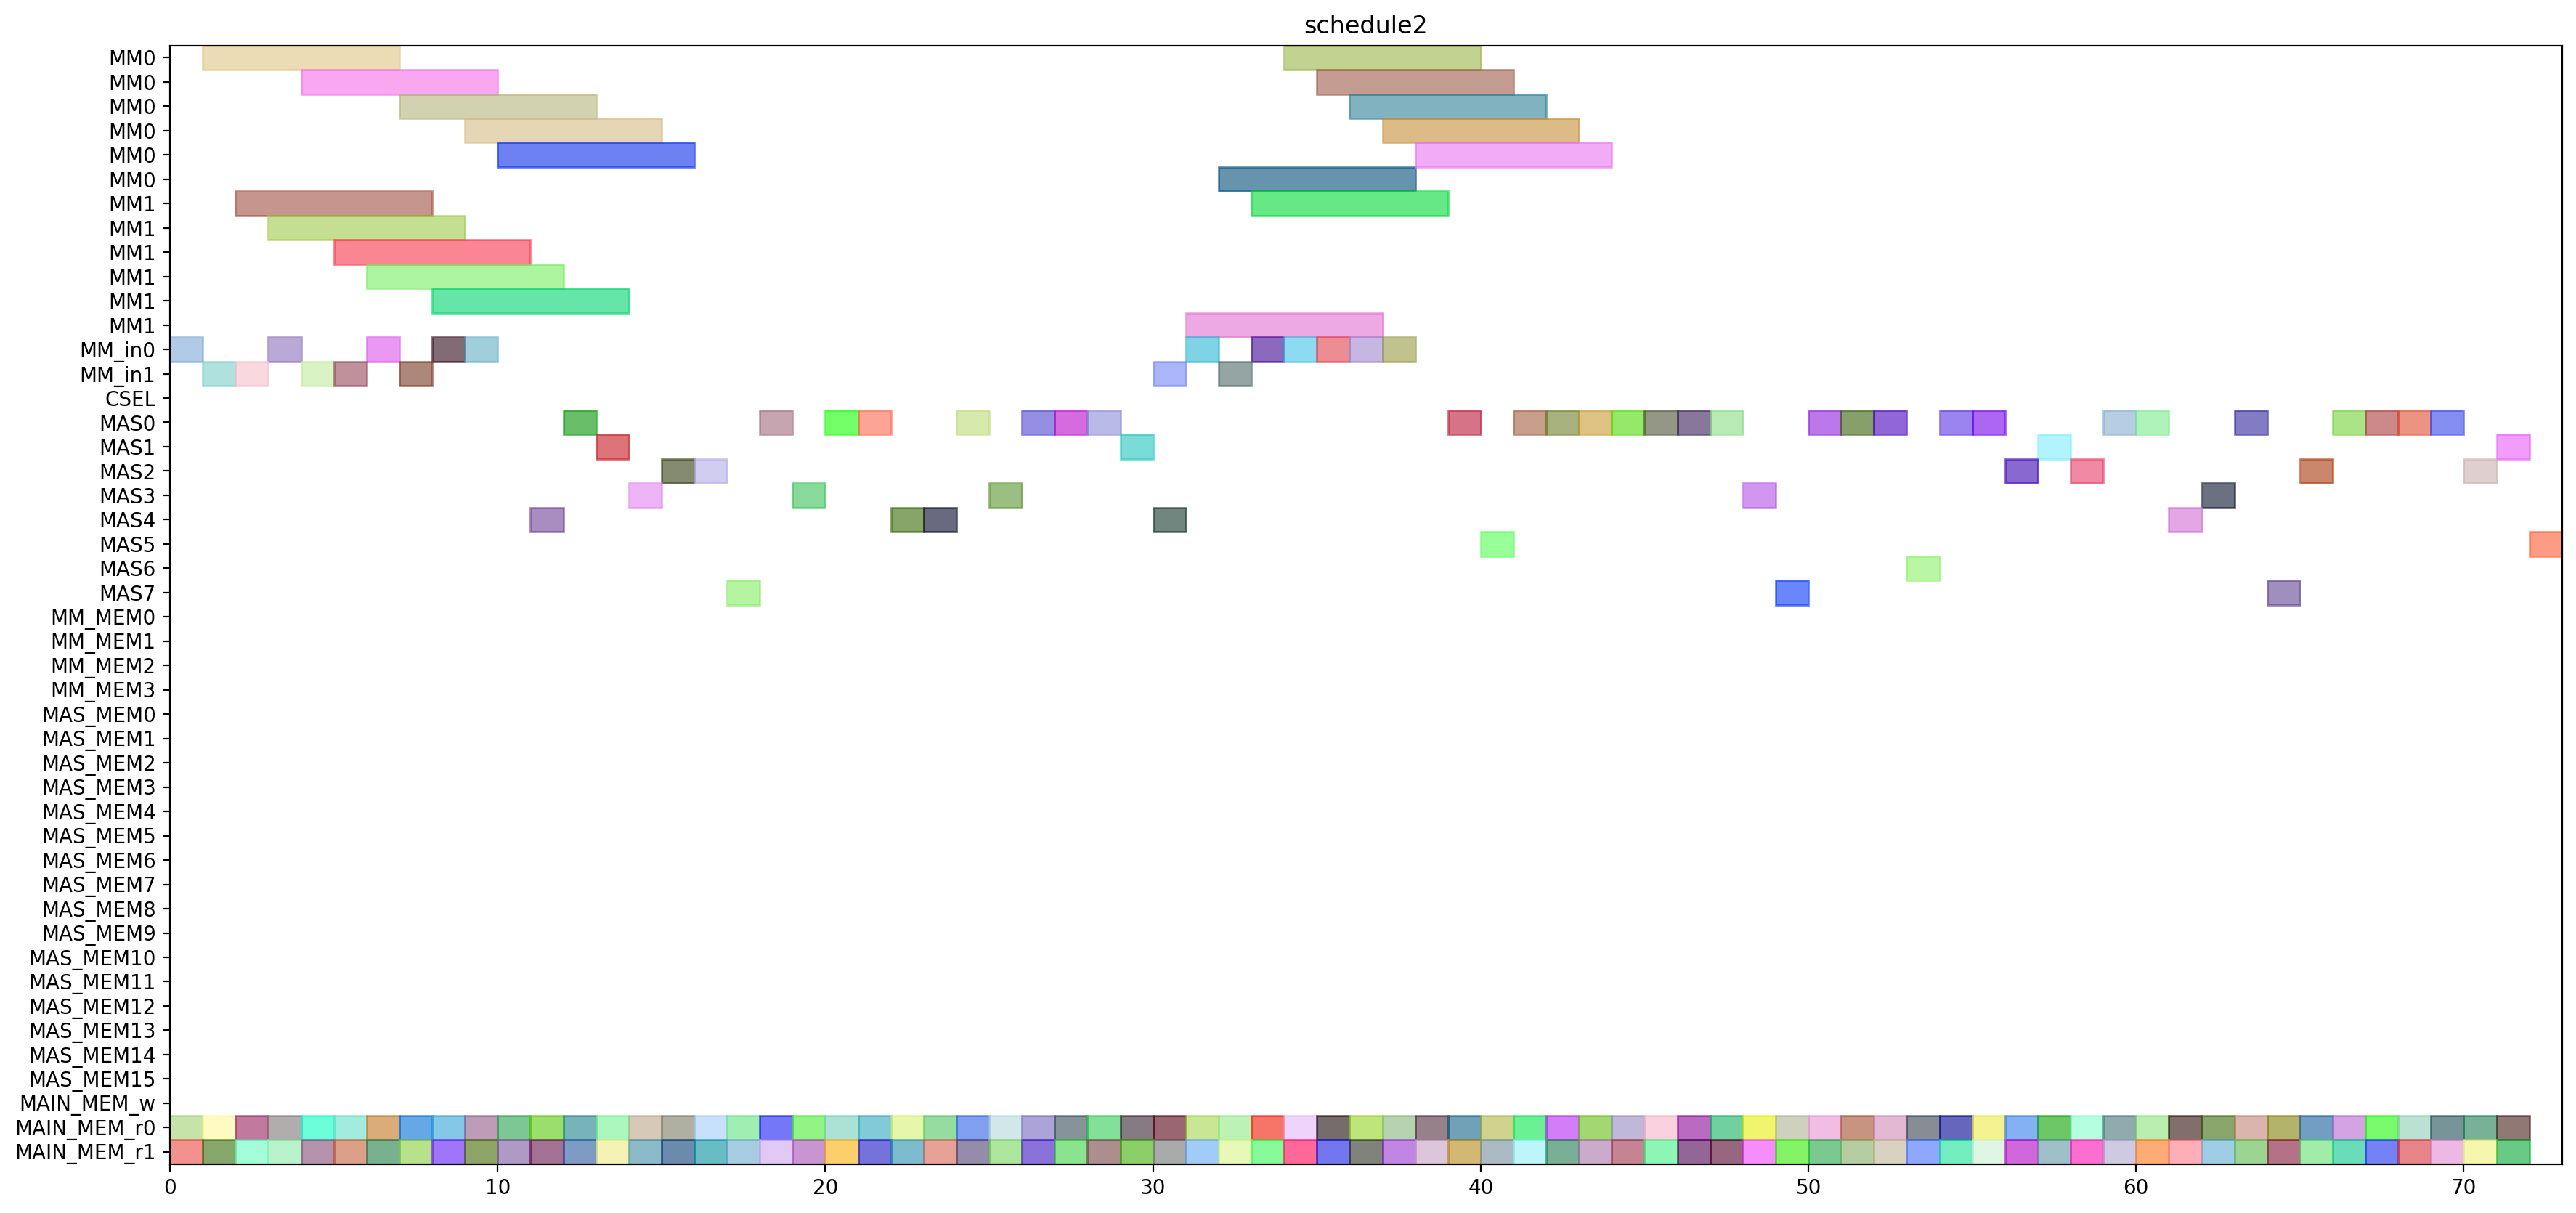 schedule2
MM0
MM0
MM0
MM0
MM0
MM0
MM1
MM1
MM1
MM1
MM1
MM1
MM_in0
MM_in1
CSEL
MAS0
MAS1
MAS2
MAS3
MAS4
MAS5
MAS6
MAS7
MM_MEM0
MM_MEM1
MM_MEM2
MM_MEM3
MAS_MEM0
MAS_MEM1
MAS_MEM2
MAS_MEM3
MAS_MEM4
MAS_MEM5
MAS_MEM6
MAS_MEM7
MAS_MEM8
MAS_MEM9
MAS_MEM10
MAS_MEM11
MAS_MEM12
MAS_MEM13
MAS_MEM14
MAS_MEM15
MAIN_MEM_w
MAIN_MEM_r0
MAIN_MEM_r1
0 10 20 30 40 50 60 70